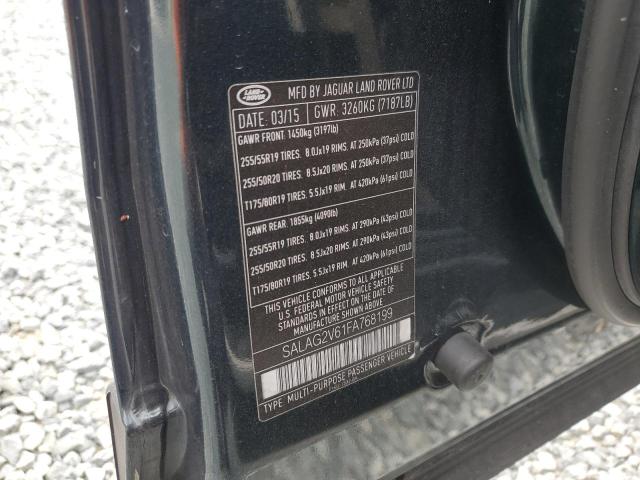 LAND-ROVER
MFD BY JAGUAR LAND ROVER LTD
DATE: 03/15 GWR: 3260KG (7187LB)
GAWR FRONT: 1450kg (3197lb)
255/55R19 TIRES. 8.0Jx19 RIMS. AT 250kPa (37psi) COLD
255/50R20 TIRES. 8.5Jx20 RIMS. AT 250kPa (37psi) COLD
T175/80R19 TIRES. 5.5Jx19 RIM. AT 420kPa (61psi) COLD
GAWR REAR: 1855kg (4090lb)
255/55R19 TIRES. 8.0Jx19 RIMS. AT 290kPa (43psi) COLD
255/50R20 TIRES. 8.5Jx20 RIMS. AT 290kPa (43psi) COLD
T175/80R19 TIRES. 5.5Jx19 RIM. AT 420kPa (61psi) COLD
THIS VEHICLE CONFORMS TO ALL APPLICABLE
U.S. FEDERAL MOTOR VEHICLE SAFETY STANDARDS
IN EFFECT ON THE DATE OF MANUFACTURE SHOWN ABOVE
SALAG2V61FA768199
TYPE: MULTI-PURPOSE PASSENGER VEHICLE